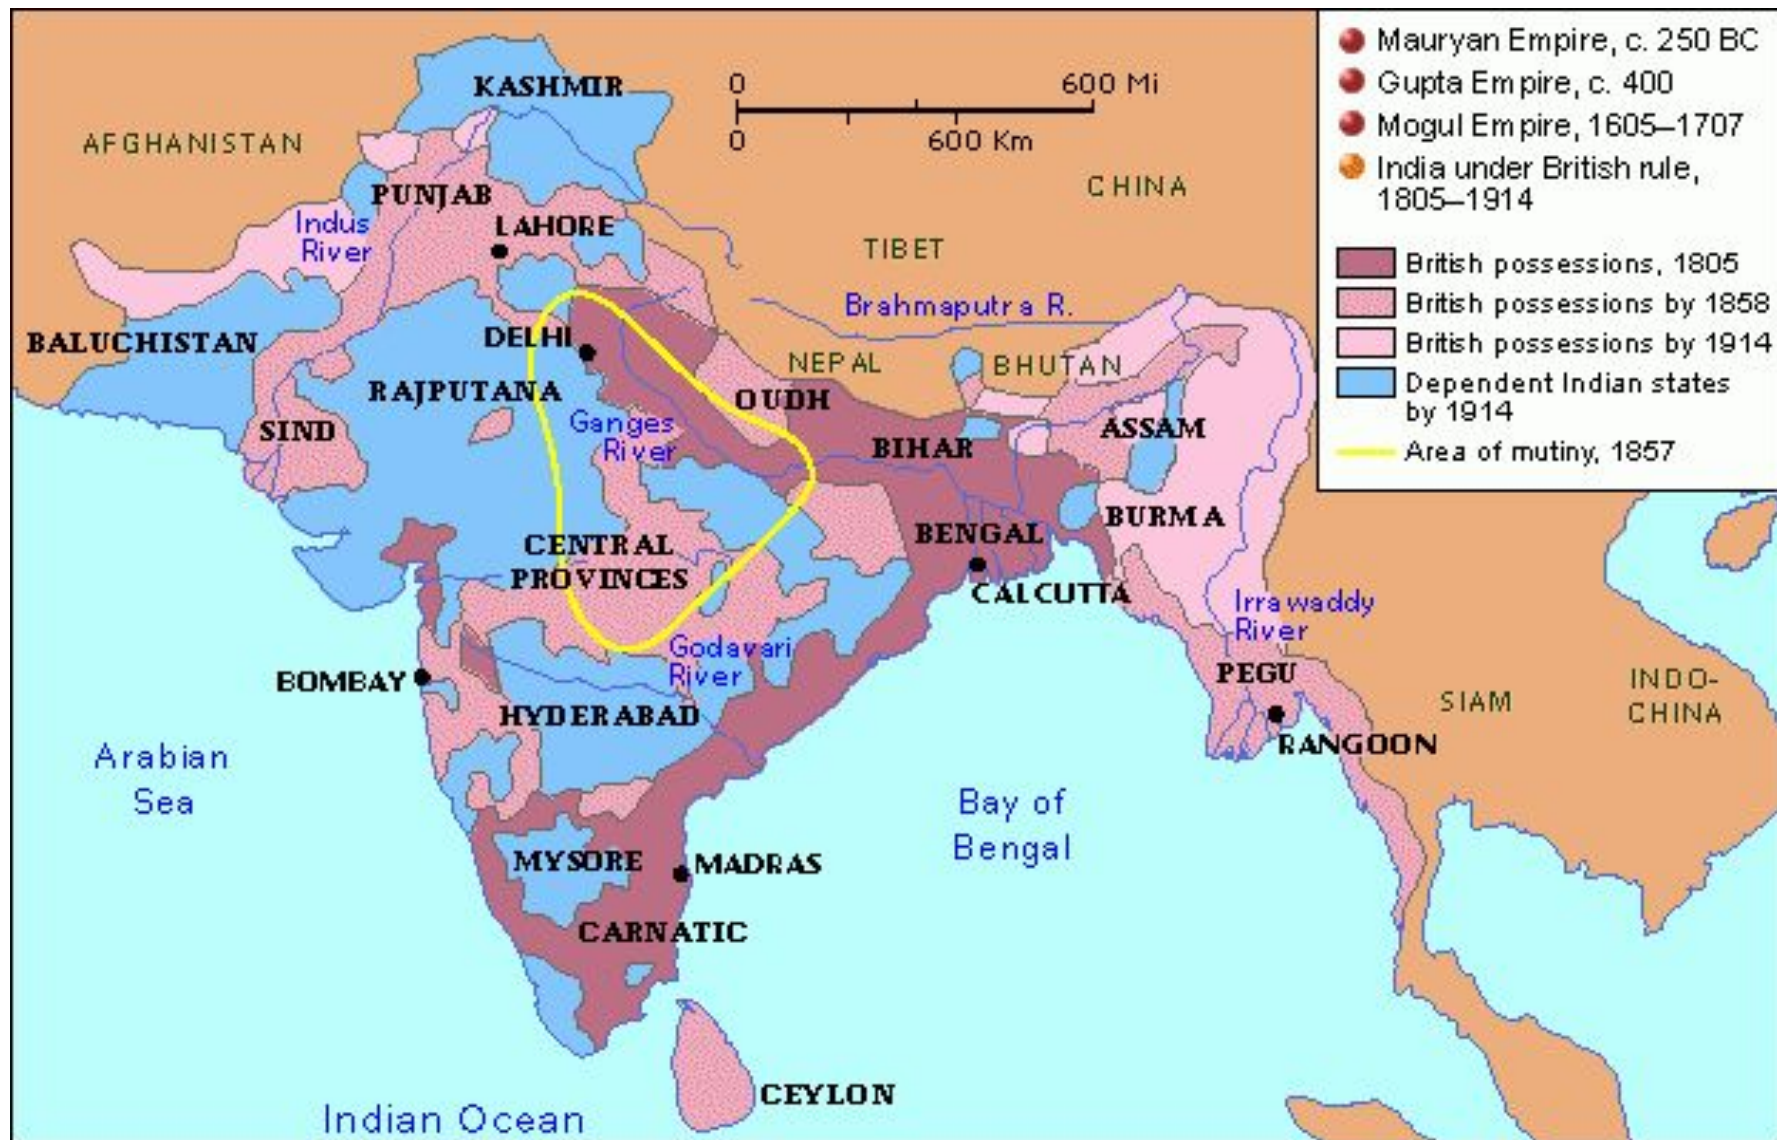 Mauryan Empire, c. 250 BC
Gupta Empire, c. 400
Mogul Empire, 1605–1707
India under British rule,
1805–1914
British possessions, 1805
British possessions by 1858
British possessions by 1914
Dependent Indian states
by 1914
Area of mutiny, 1857
0 600 Mi
0 600 Km
KASHMIR
AFGHANISTAN
CHINA
PUNJAB
Indus
River
LAHORE
TIBET
Brahmaputra R.
BALUCHISTAN
DELHI
NEPAL
BHUTAN
RAJPUTANA
OUDH
SIND
Ganges
River
BIHAR
ASSAM
CENTRAL
PROVINCES
BENGAL
BURMA
CALCUTTA
Irrawaddy
River
Godavari
River
BOMBAY
PEGU
SIAM
INDO-
CHINA
HYDERABAD
RANGOON
Arabian
Sea
Bay of
Bengal
MYSORE
MADRAS
CARNATIC
CEYLON
Indian Ocean